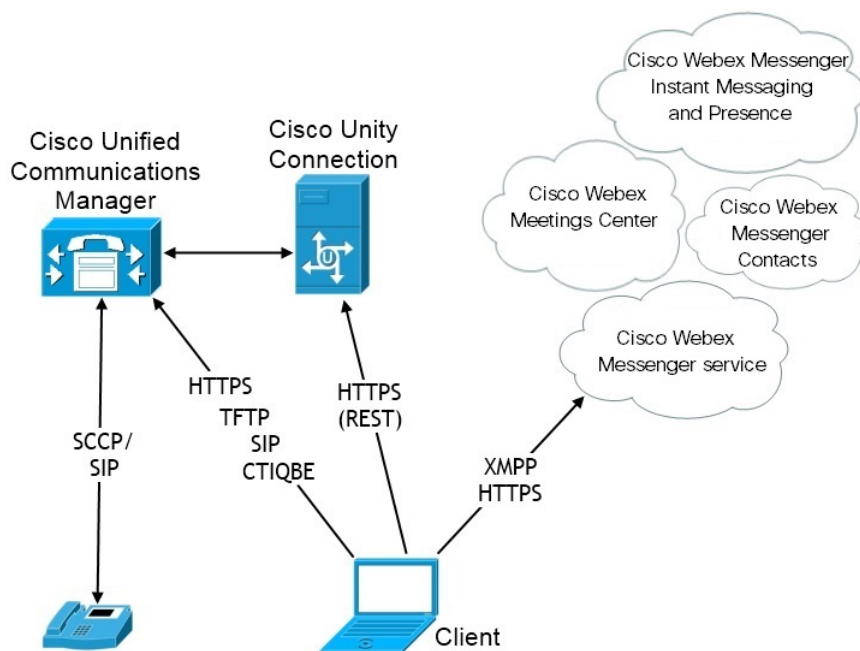 Cisco Webex Messenger
Instant Messaging
and Presence
Cisco Unified
Communications
Manager
Cisco Unity
Connection
Cisco Webex
Meetings Center
Cisco Webex
Messenger
Contacts
U
Cisco Webex
Messenger service
HTTPS
TFTP
SIP
CTIQBE
HTTPS
(REST)
SCCP/
SIP
XMPP
HTTPS
Client